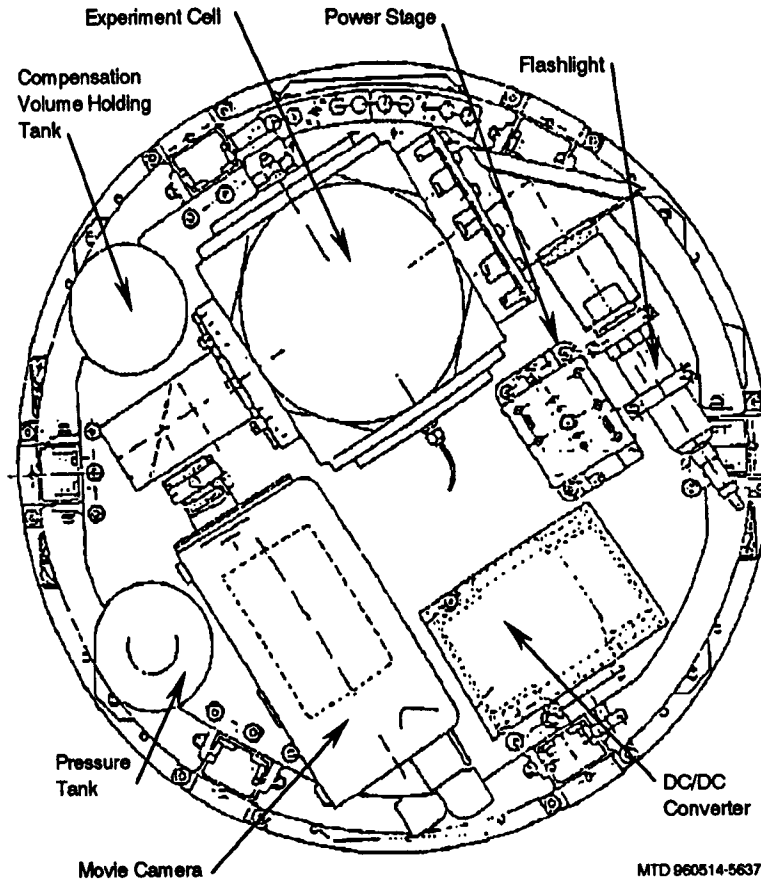 Experiment Cell
Power Stage
Flashlight
Compensation
Volume Holding
Tank
Pressure
Tank
DC/DC
Converter
Movie Camera
MTD 960514-5637